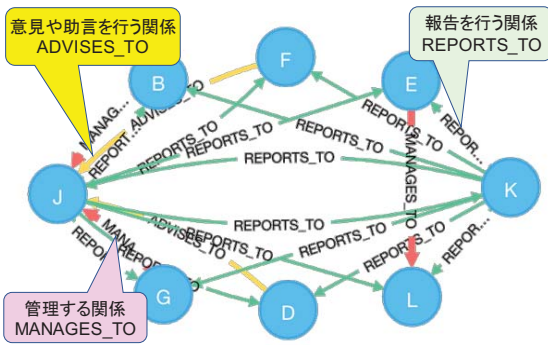 意見や助言を行う関係
ADVISES_TO
報告を行う関係
REPORTS_TO
F
B
E
MANAG...
ADVISES_TO
REPORT...
REPORTS_TO
REPORTS_TO
REPORTS_TO
REPOR...
REPORTS_TO
MANAGES_TO
REPORTS_TO
J
K
REPORTS_TO
ADVISES_TO
REPORTS_TO
REPORTS_TO
MANA...
REPO...
REPORTS_TO
REPOR...
G
D
L
管理する関係
MANAGES_TO